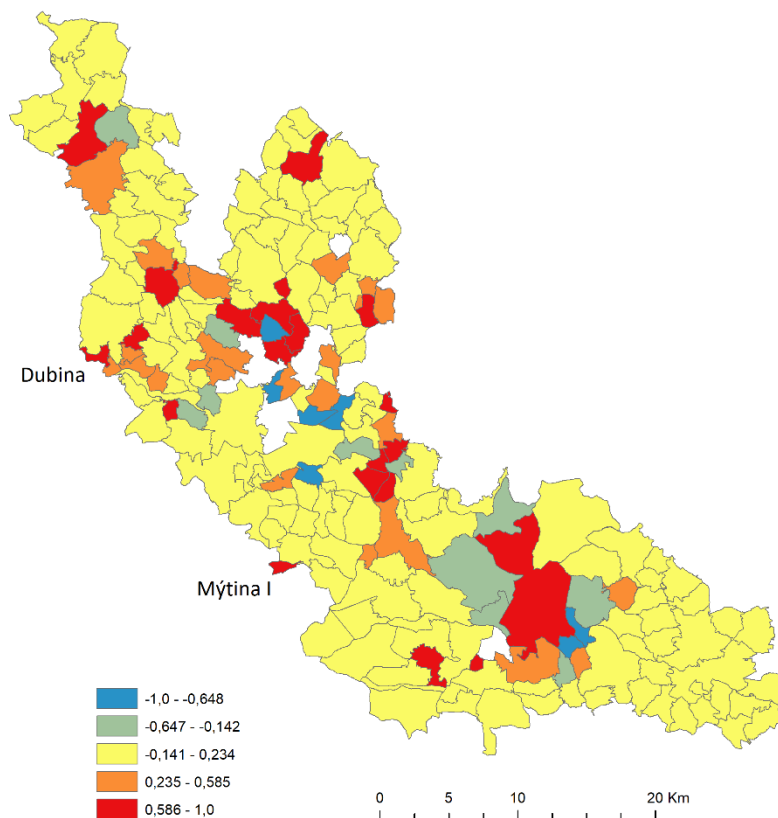 Dubina
Mýtina I
-1,0 - -0,648
-0,647 - -0,142
-0,141 - 0,234
0,235 - 0,585
0,586 - 1,0
0 5 10 20 Km